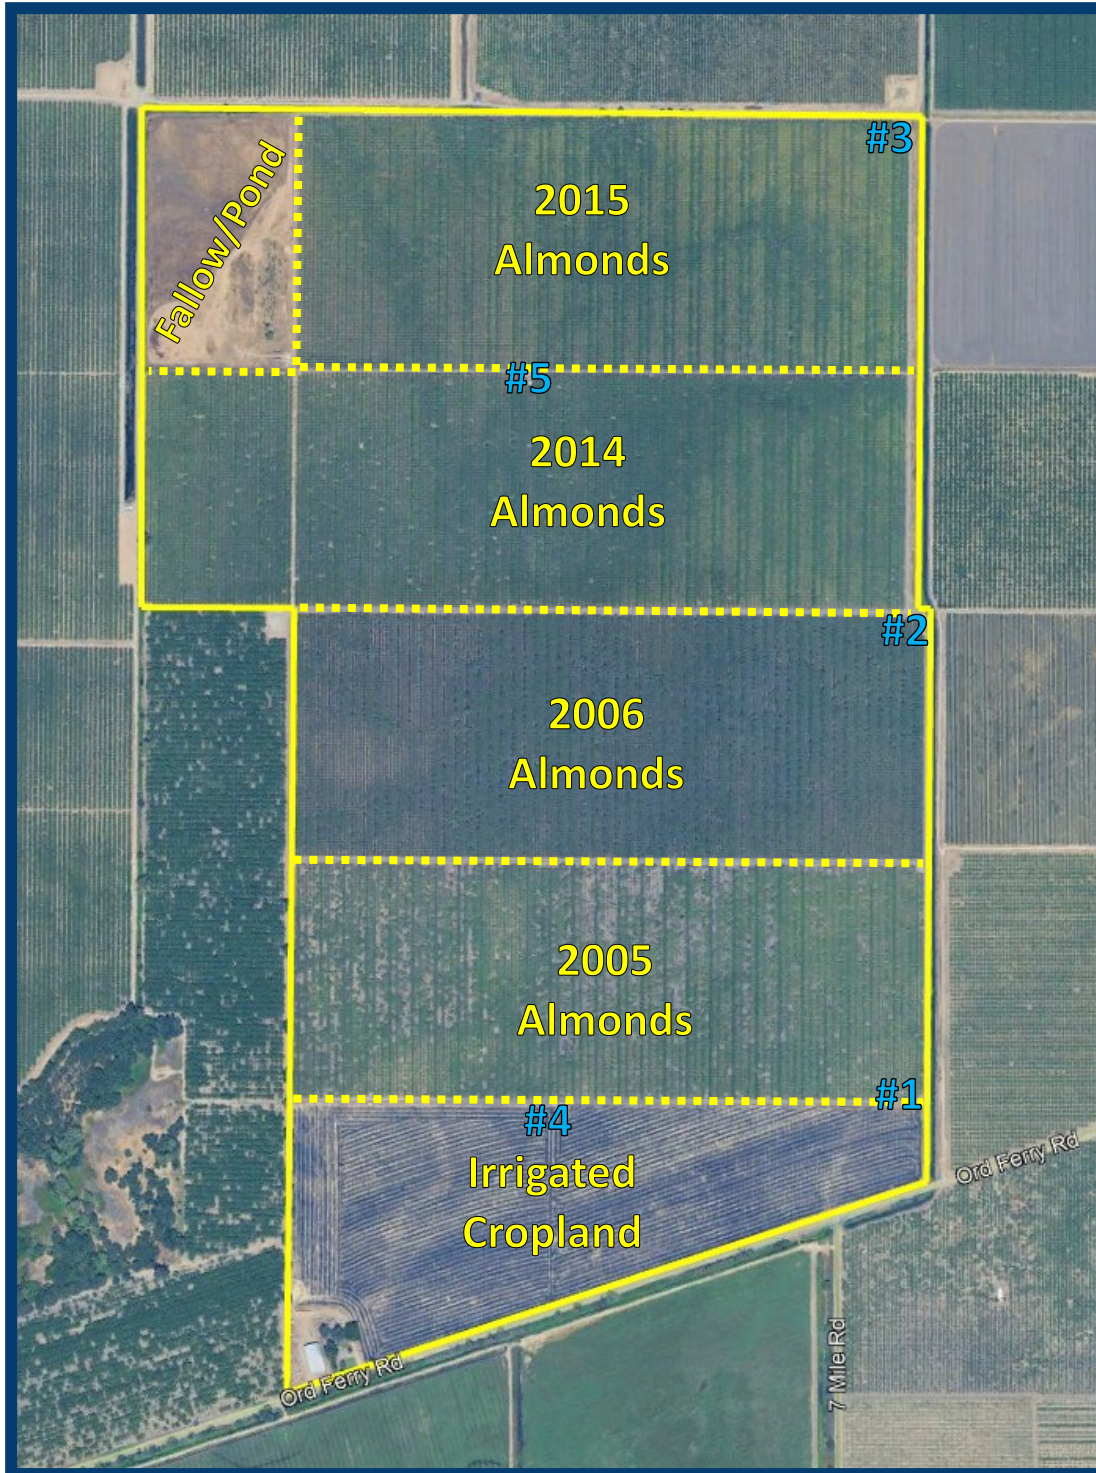 #3
2015
Almonds
Fallow/Pond
#5
2014
Almonds
#2
2006
Almonds
2005
Almonds
#1
#4
Irrigated
Cropland
Ord Ferry Rd
Ord Ferry Rd
7 Mile Rd